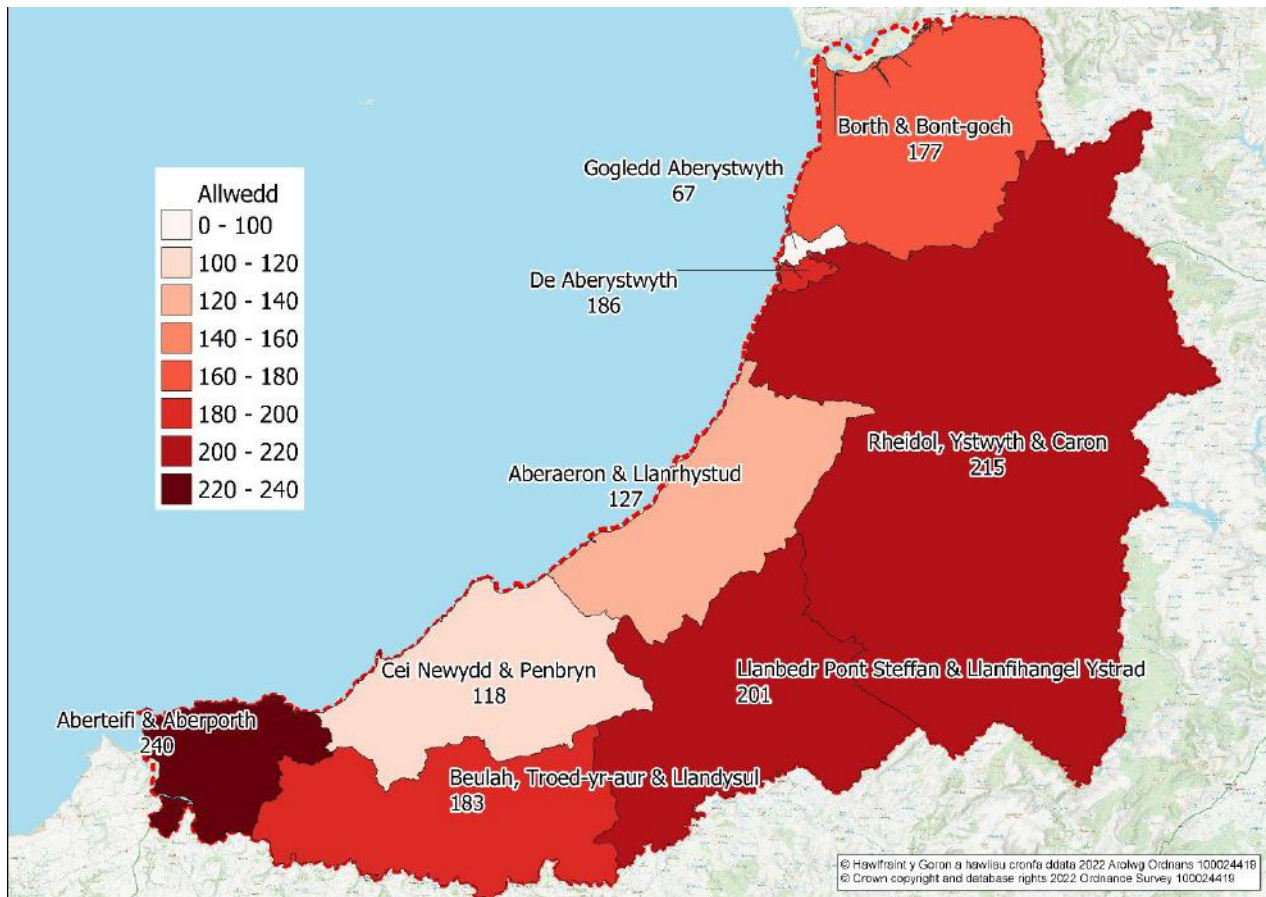 Borth & Bont-goch
177
Gogledd Aberystwyth
67
De Aberystwyth
186
Allwedd
0 - 100
100 - 120
120 - 140
140 - 160
160 - 180
180 - 200
200 - 220
220 - 240
Rheidol, Ystwyth & Caron
215
Aberaeron & Llanrhystud
127
Cei Newydd & Penbryn
118
Llanbedr Pont Steffan & Llanfihangel Ystrad
201
Aberteifi & Aberporth
240
Beulah, Troed-yr-aur & Llandysul
183
© Hawlfraint y Goron a hawliau cronfa ddata 2022 Arolwg Ordnans 100024419
© Crown copyright and database rights 2022 Ordnance Survey 100024419